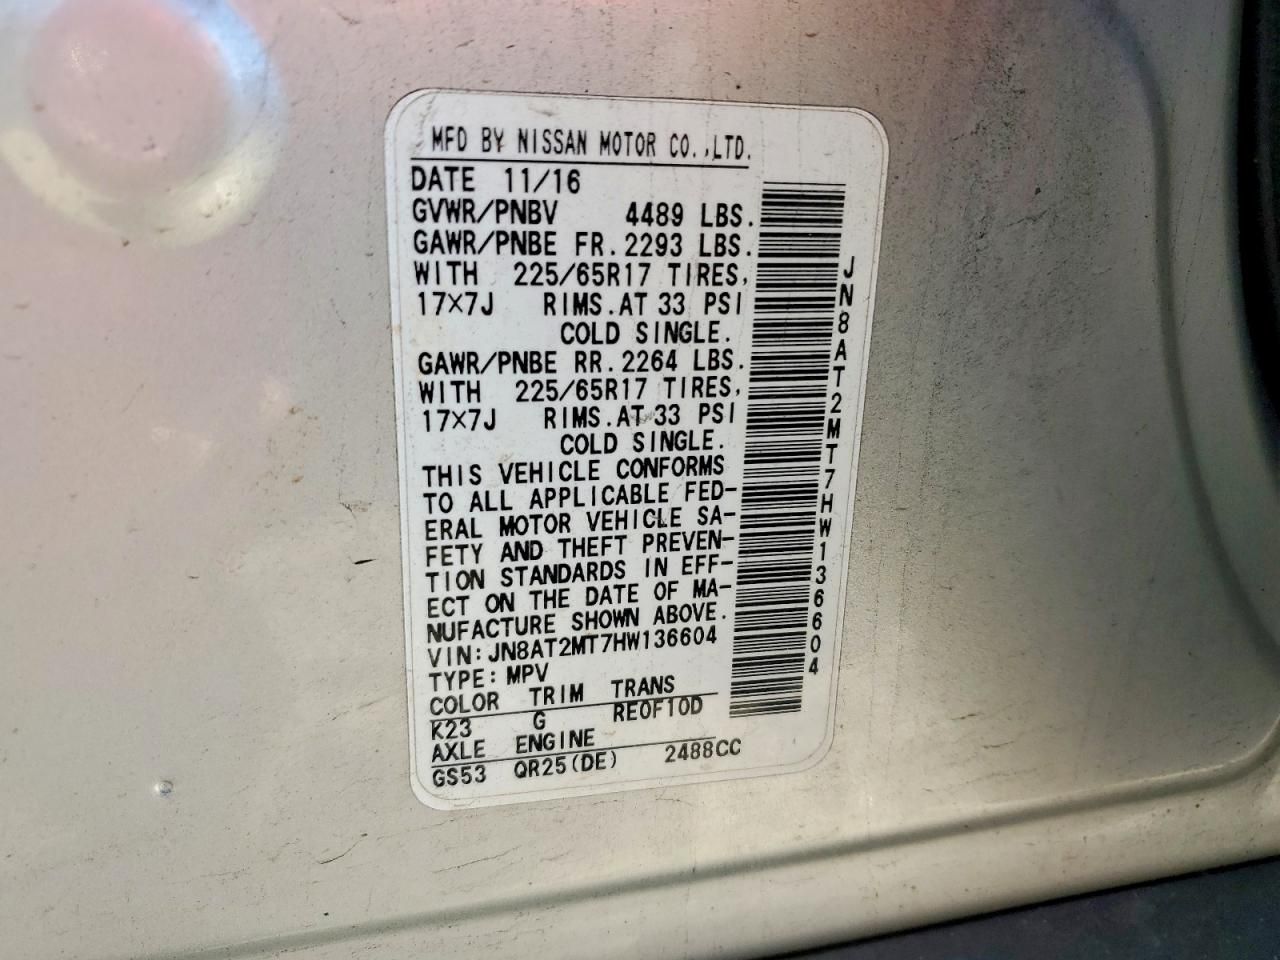 MFD BY NISSAN MOTOR CO.,LTD.
DATE 11/16
GVWR/PNBV 4489 LBS.
GAWR/PNBE FR. 2293 LBS.
WITH 225/65R17 TIRES,
17×7J RIMS. AT 33 PSI
COLD SINGLE.
GAWR/PNBE RR. 2264 LBS.
WITH 225/65R17 TIRES,
17×7J RIMS. AT 33 PSI
COLD SINGLE.
THIS VEHICLE CONFORMS
TO ALL APPLICABLE FED-
ERAL MOTOR VEHICLE SA-
FETY AND THEFT PREVEN-
TION STANDARDS IN EFF-
ECT ON THE DATE OF MA-
NUFACTURE SHOWN ABOVE.
VIN: JN8AT2MT7HW136604
TYPE: MPV
COLOR TRIM TRANS
K23 G RE0F10D
AXLE ENGINE
GS53 QR25(DE) 2488CC
JN8AT2MT7HW136604